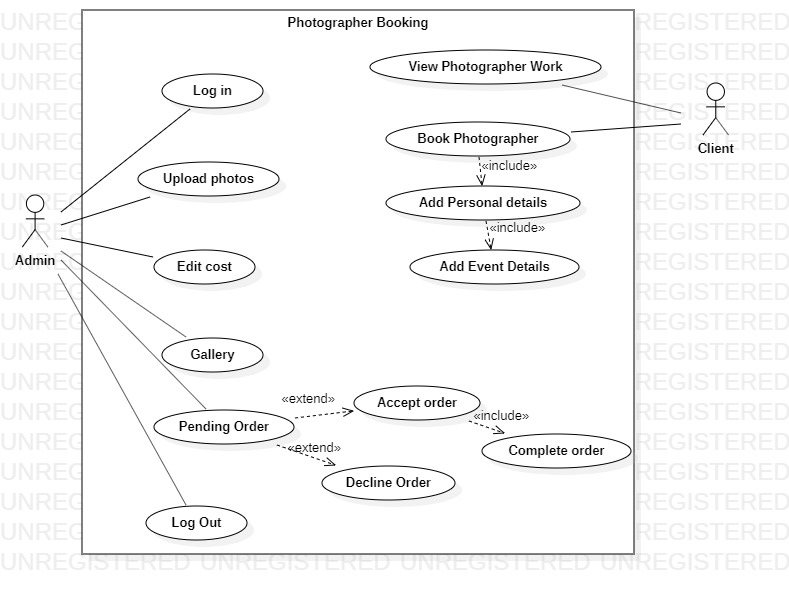 Photographer Booking
View Photographer Work
Log in
Client
Book Photographer
«include»
Upload photos
Add Personal details
«include»
Admin
Edit cost
Add Event Details
Gallery
«extend»
Accept order
«include»
Pending Order
«extend»
Complete order
Decline Order
Log Out
UNREGISTERED UNREGISTERED UNREGISTERED UNREGISTERED